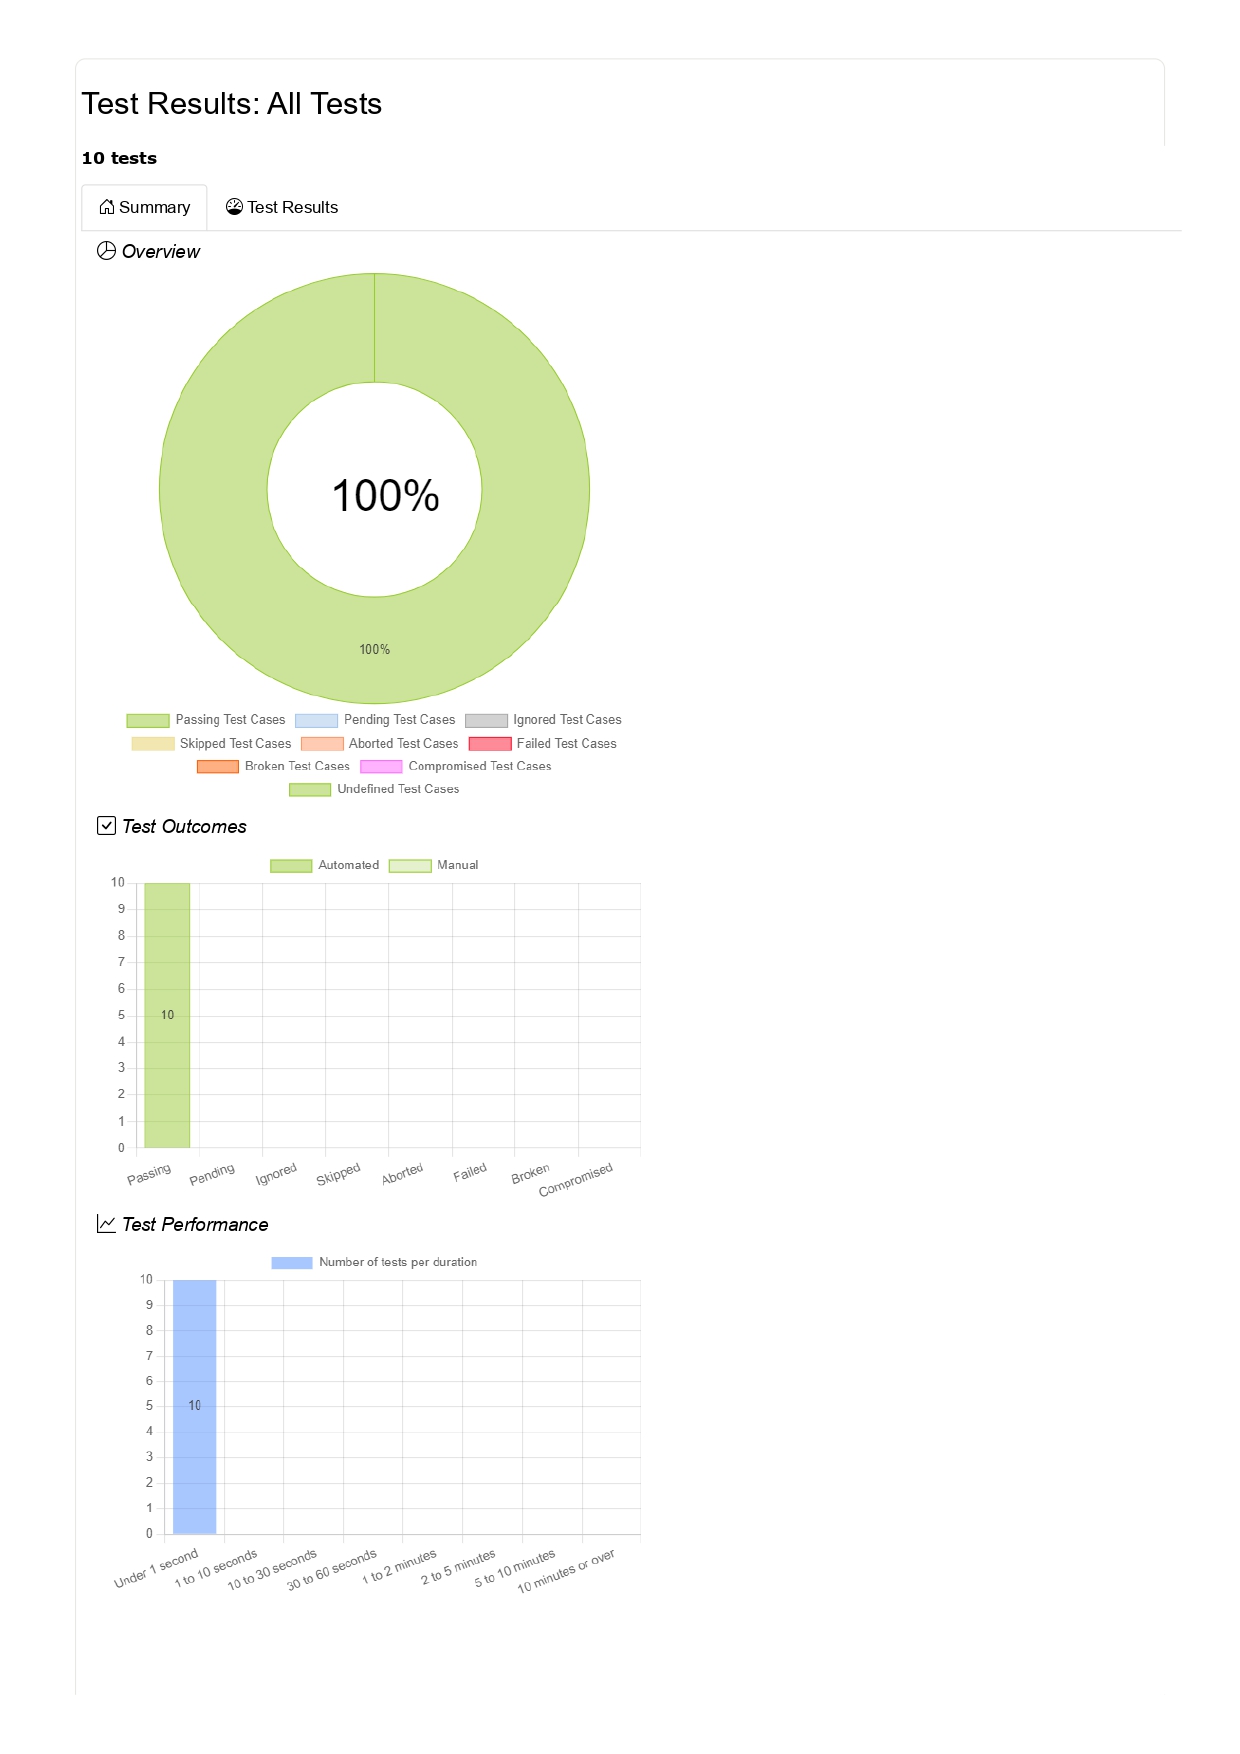 Test Results: All Tests
10 tests
Summary Test Results
Overview
100%
100%
Passing Test Cases Pending Test Cases Ignored Test Cases
Skipped Test Cases Aborted Test Cases Failed Test Cases
Broken Test Cases Compromised Test Cases
Undefined Test Cases
Test Outcomes
Automated Manual
10
9
8
7
6
5
10
4
3
2
1
0
Passing Pending Ignored Skipped Aborted Failed Broken Compromised
Test Performance
Number of tests per duration
10
9
8
7
6
5
10
4
3
2
1
0
Under 1 second 1 to 10 seconds 10 to 30 seconds 30 to 60 seconds 1 to 2 minutes 2 to 5 minutes 5 to 10 minutes 10 minutes or over